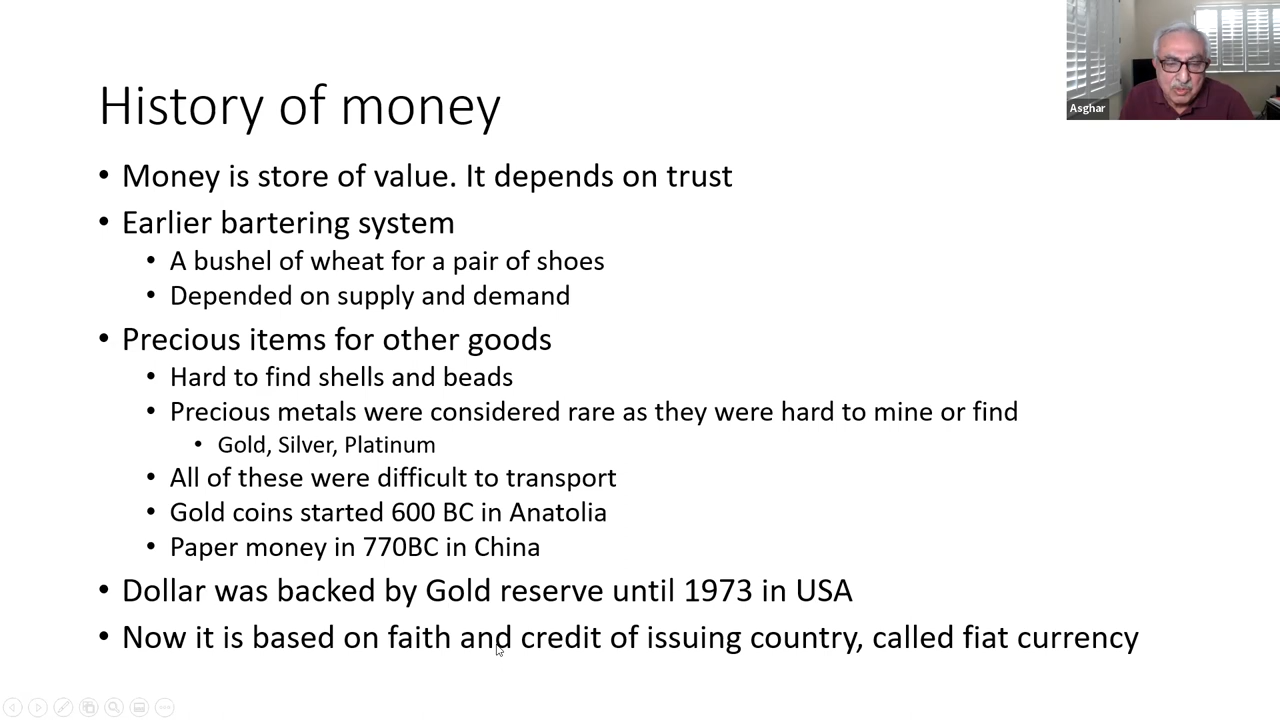 History of money
Asghar
• Money is store of value. It depends on trust
• Earlier bartering system
• A bushel of wheat for a pair of shoes
• Depended on supply and demand
• Precious items for other goods
• Hard to find shells and beads
• Precious metals were considered rare as they were hard to mine or find
• Gold, Silver, Platinum
• All of these were difficult to transport
• Gold coins started 600 BC in Anatolia
• Paper money in 770BC in China
• Dollar was backed by Gold reserve until 1973 in USA
• Now it is based on faith and credit of issuing country, called fiat currency